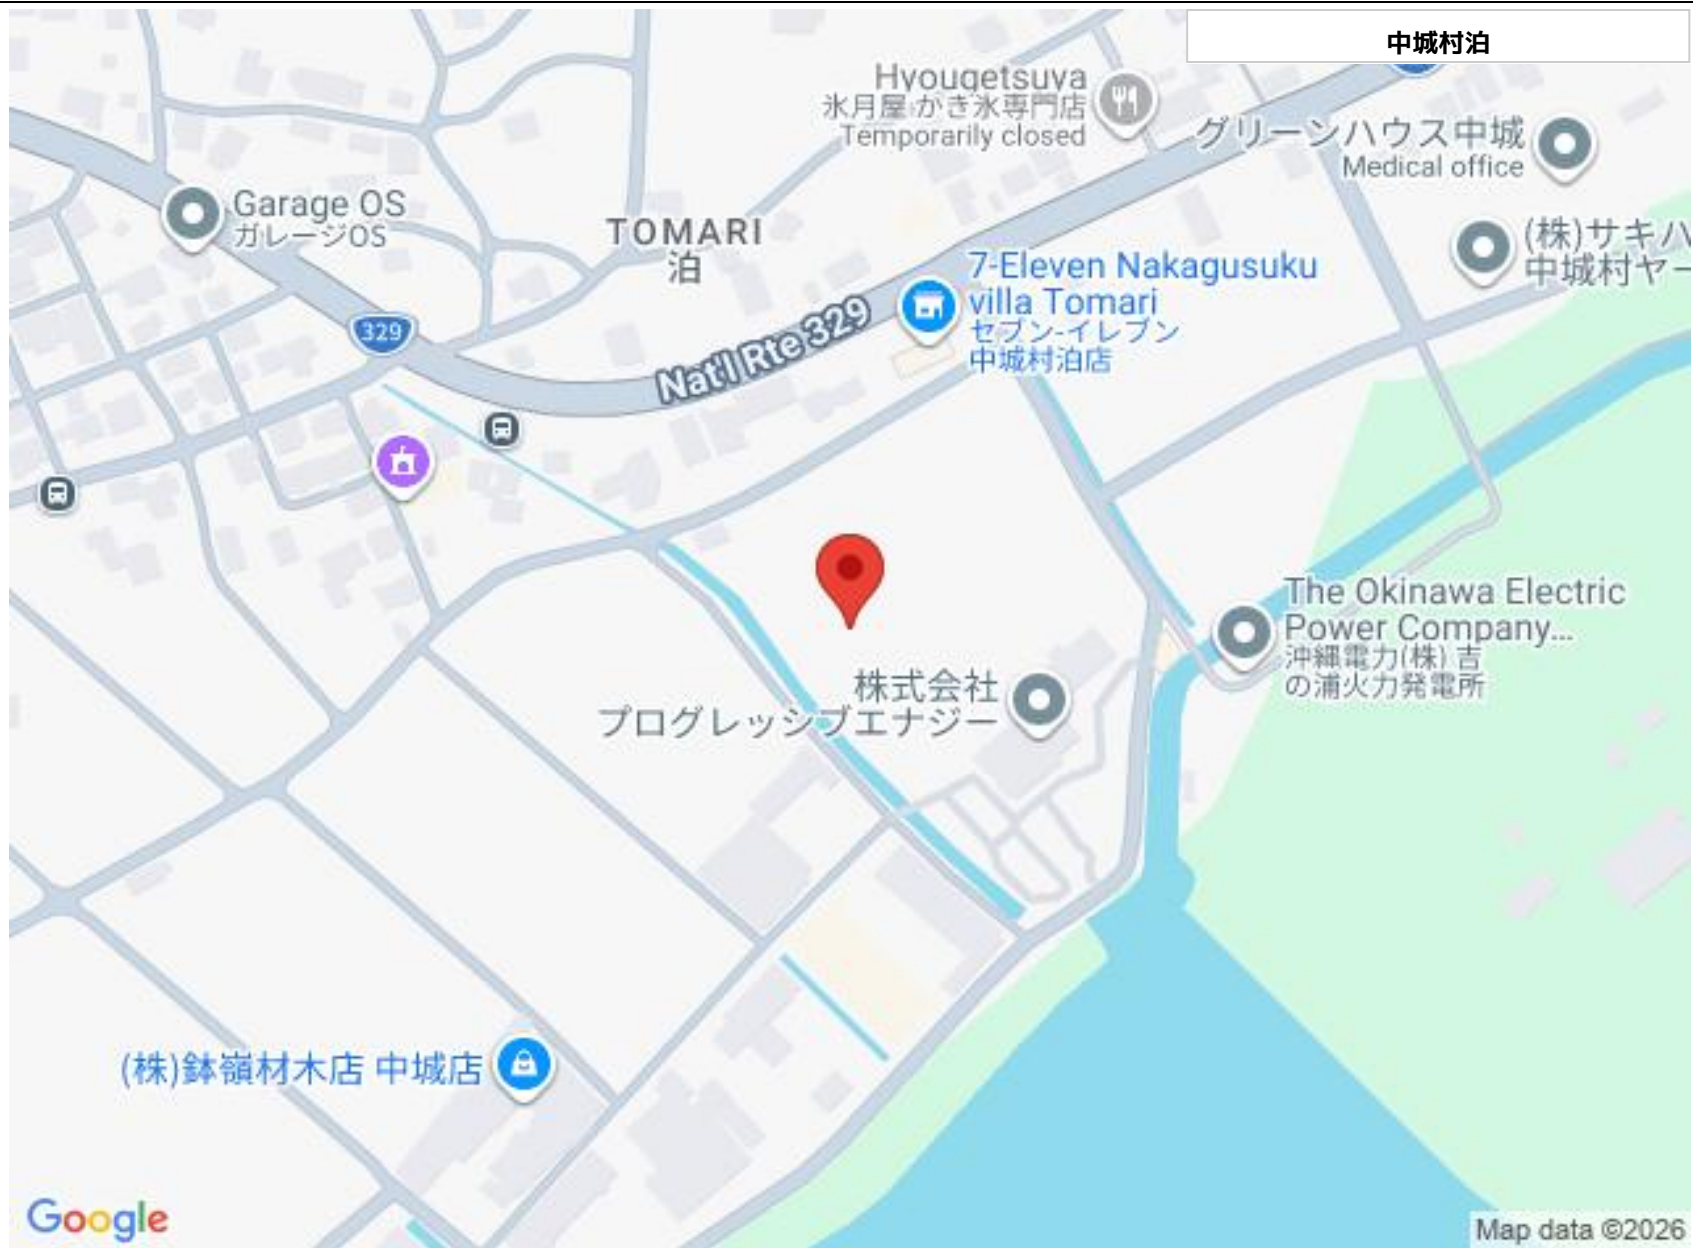 中城村泊
Hyougetsuya
氷月屋 かき氷専門店
Temporarily closed
グリーンハウス中城
Medical office
Garage OS
ガレージOS
TOMARI
泊
(株)サキハ
中城村ヤー
7-Eleven Nakagusuku
villa Tomari
セブン-イレブン
中城村泊店
329
Nat'l Rte 329
The Okinawa Electric
Power Company...
沖縄電力(株) 吉
の浦火力発電所
株式会社
プログレッシブエナジー
(株)鉢嶺材木店 中城店
Google
Map data ©2026